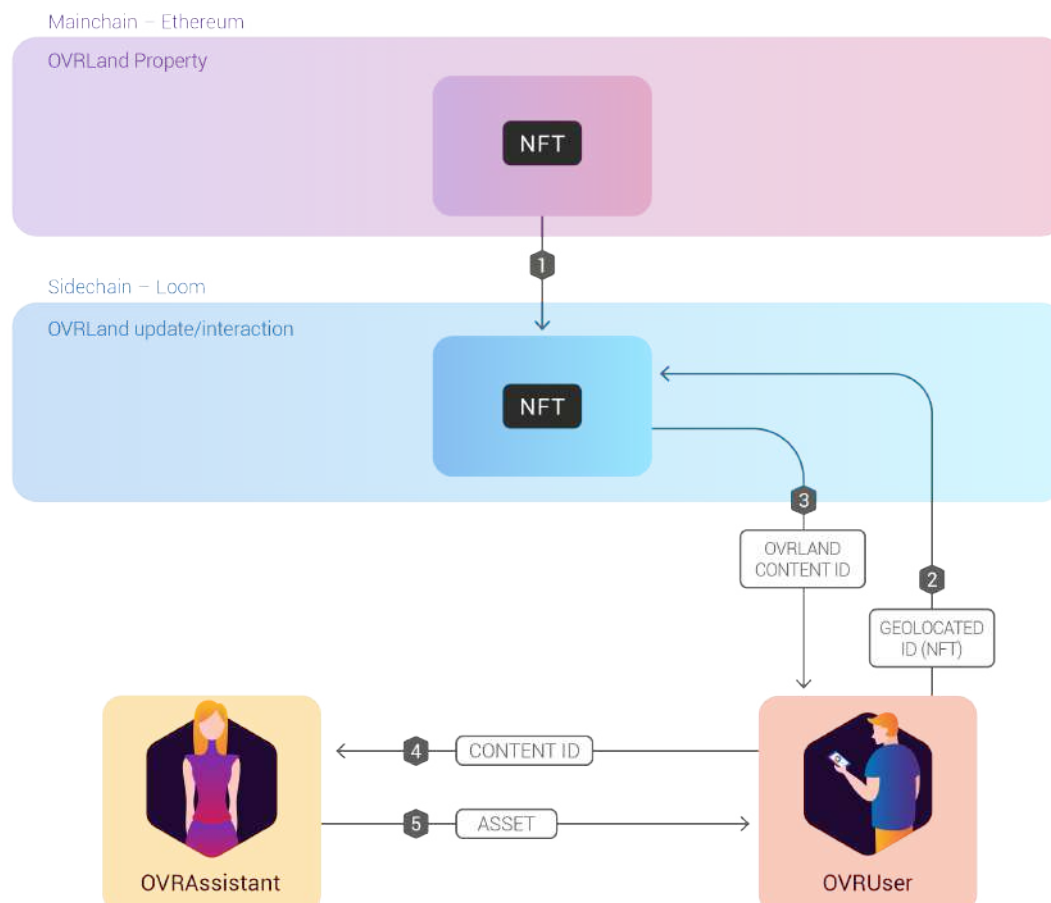 Mainchain – Ethereum
OVRLand Property
NFT
1
Sidechain – Loom
OVRLand update/interaction
NFT
3
OVRLAND
CONTENT ID
2
GEOLOCATED
ID (NFT)
4
CONTENT ID
5
ASSET
OVRAssistant
OVRUser